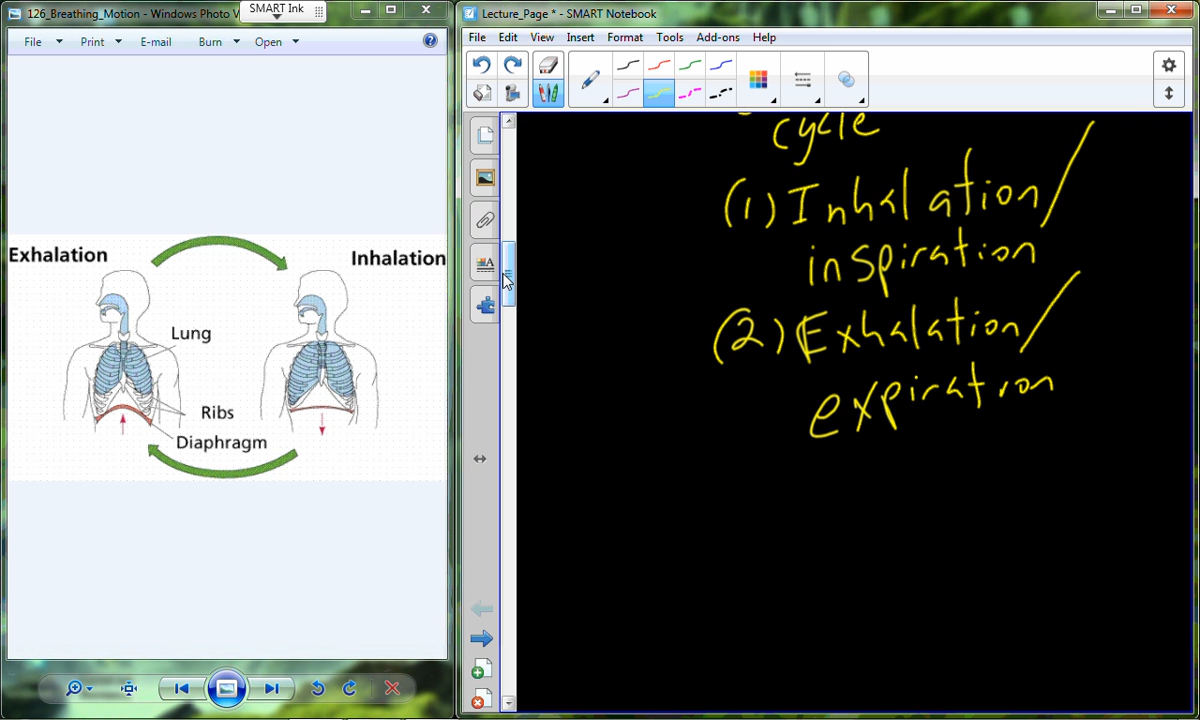 126_Breathing_Motion - Windows Photo V
SMART Ink
File Print E-mail Burn Open
Exhalation
Inhalation
Lung
Ribs
Diaphragm
Lecture_Page * - SMART Notebook
File Edit View Insert Format Tools Add-ons Help
cycle
(1) Inhalation/
inspiration
(2) Exhalation/
expiration